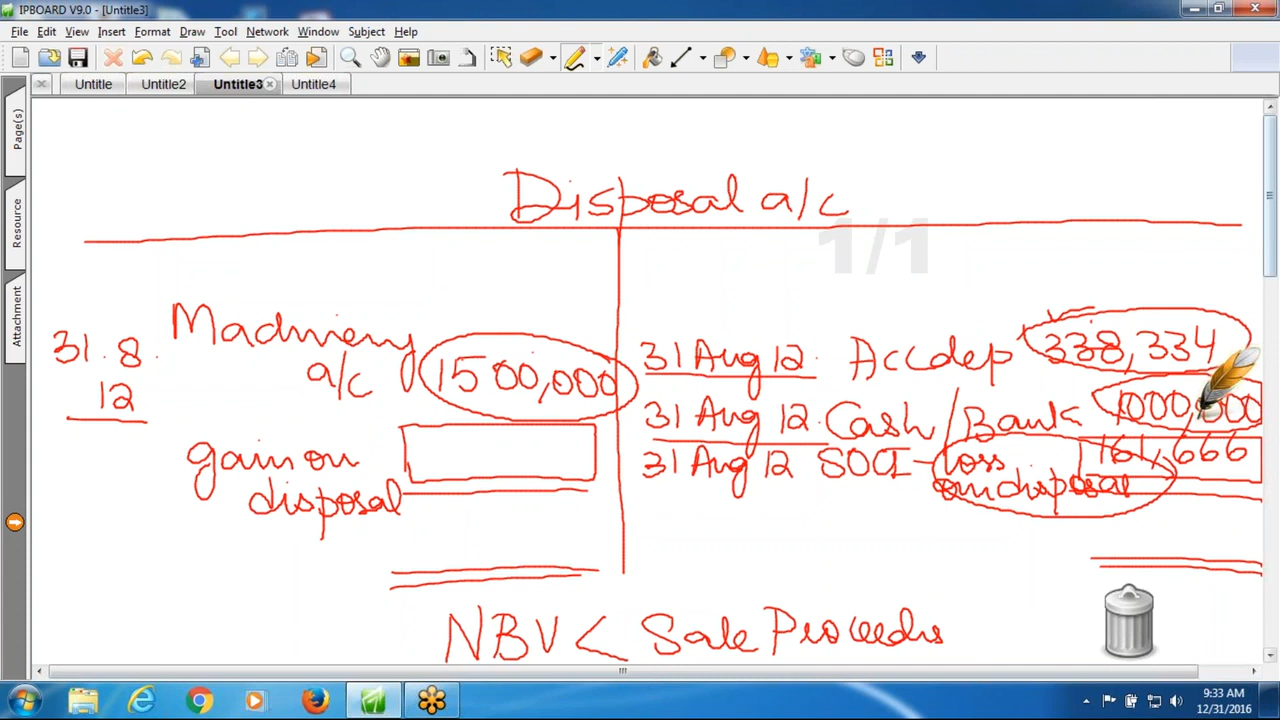 IPBOARD V9.0 - [Untitle3]
File Edit View Insert Format Draw Tool Network Window Subject Help
Untitle Untitle2 Untitle3 Untitle4
Page(s)
Resource
Attachment
Disposal a/c
1/1
31.8
12
Machinery
a/c
1500,000
gain on
disposal
31 Aug 12. Acc dep 338,334
31 Aug 12. Cash/Bank 1000,000
31 Aug 12 SOCI - loss 161,666
on disposal
NBV < Sale Proceeds
9:33 AM
12/31/2016